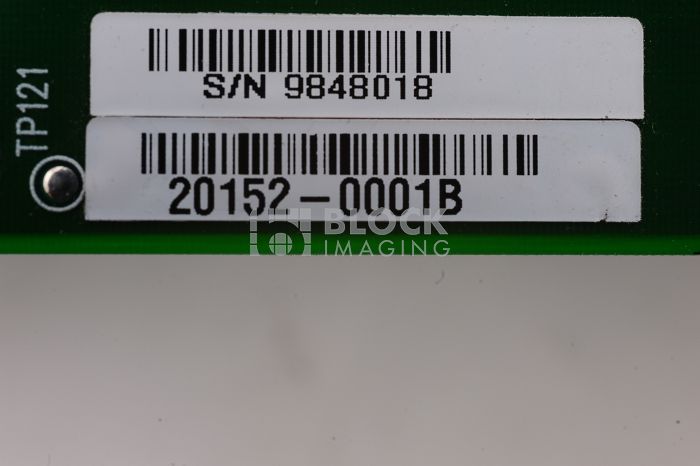 TP121
S/N 9848018
20152-0001B
BLOCK
IMAGING